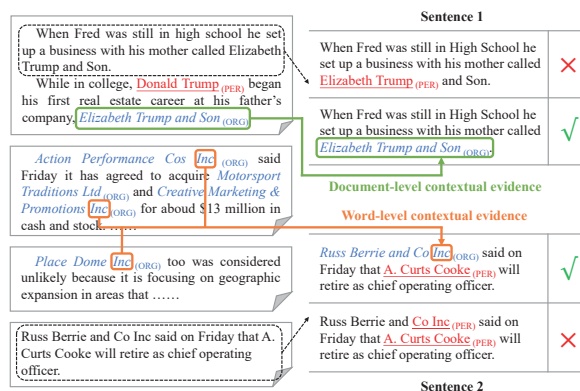 When Fred was still in high school he set
up a business with his mother called Elizabeth
Trump and Son.
While in college, Donald Trump (PER) began
his first real estate career at his father's
company, Elizabeth Trump and Son (ORG)
Action Performance Cos Inc (ORG) said
Friday it has agreed to acquire Motorsport
Traditions Ltd (ORG) and Creative Marketing &
Promotions Inc (ORG) for about $13 million in
cash and stock. ……
Place Dome Inc (ORG) too was considered
unlikely because it is focusing on geographic
expansion in areas that ……
Russ Berrie and Co Inc said on Friday that A.
Curts Cooke will retire as chief operating
officer.
Sentence 1
When Fred was still in High School he
set up a business with his mother called
Elizabeth Trump (PER) and Son.
×
When Fred was still in High School he
set up a business with his mother called
Elizabeth Trump and Son (ORG).
√
Document-level contextual evidence
Word-level contextual evidence
Russ Berrie and Co Inc (ORG) said on
Friday that A. Curts Cooke (PER) will
retire as chief operating officer.
√
Russ Berrie and Co Inc (PER) said on
Friday that A. Curts Cooke (PER) will
retire as chief operating officer.
×
Sentence 2